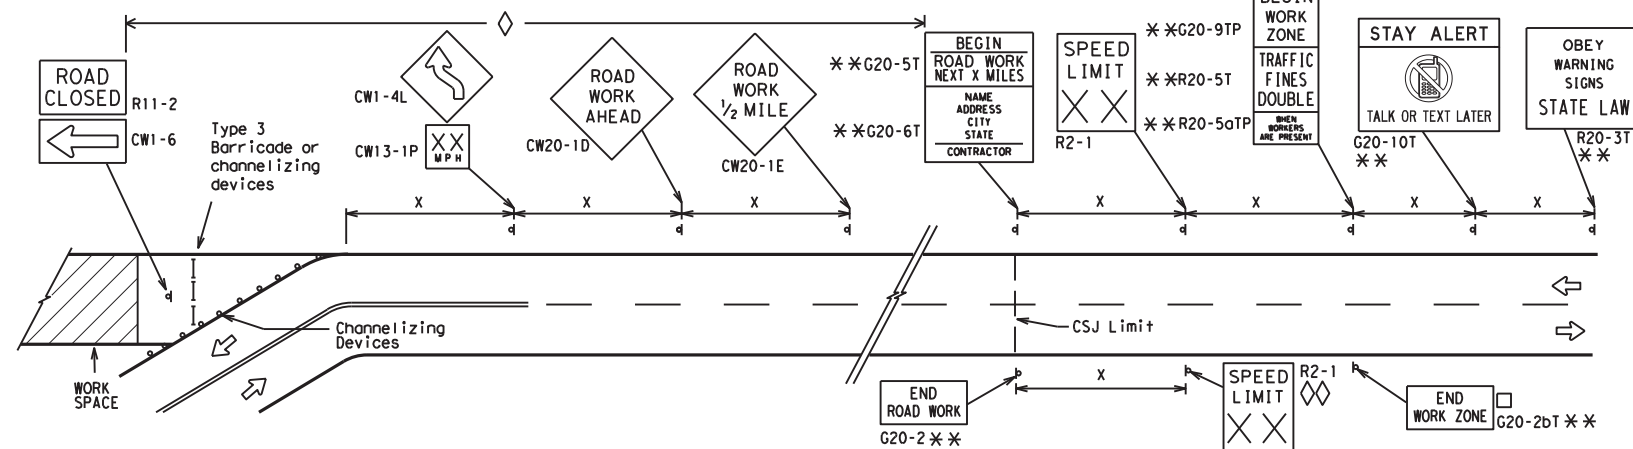 ROAD
CLOSED
R11-2
CW1-6
Type 3
Barricade or
channelizing
devices
CW1-4L
XX
MPH
CW13-1P
ROAD
WORK
AHEAD
CW20-1D
ROAD
WORK
1/2 MILE
CW20-1E
**G20-5T
**G20-6T
BEGIN
ROAD WORK
NEXT X MILES
NAME
ADDRESS
CITY
STATE
CONTRACTOR
SPEED
LIMIT
XX
R2-1
**G20-9TP
**R20-5T
**R20-5aTP
BEGIN
WORK
ZONE
TRAFFIC
FINES
DOUBLE
WHEN
WORKERS
ARE PRESENT
STAY ALERT
TALK OR TEXT LATER
G20-10T
**
OBEY
WARNING
SIGNS
STATE LAW
R20-3T
**
X
X
X
X
X
X
X
Channelizing
Devices
WORK
SPACE
CSJ Limit
END
ROAD WORK
G20-2**
X
SPEED
LIMIT
XX
R2-1
END
WORK ZONE
G20-2bT **